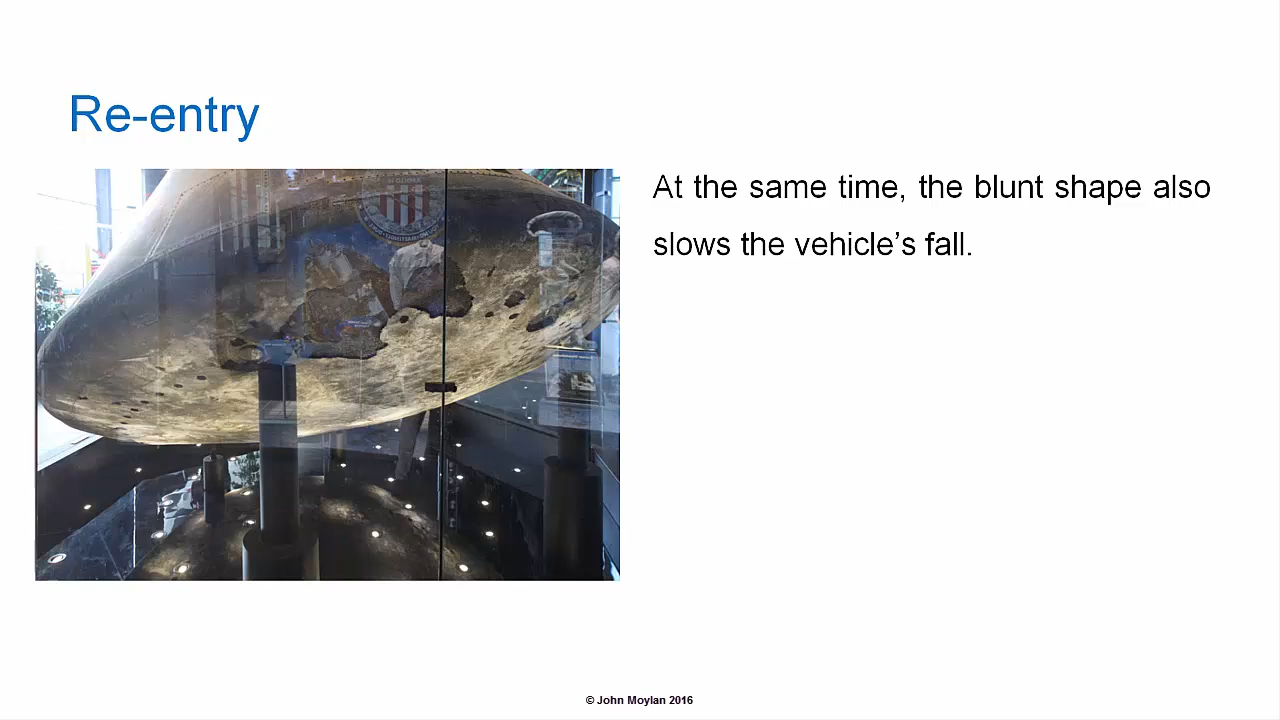 Re-entry
At the same time, the blunt shape also
slows the vehicle’s fall.
© John Moylan 2016